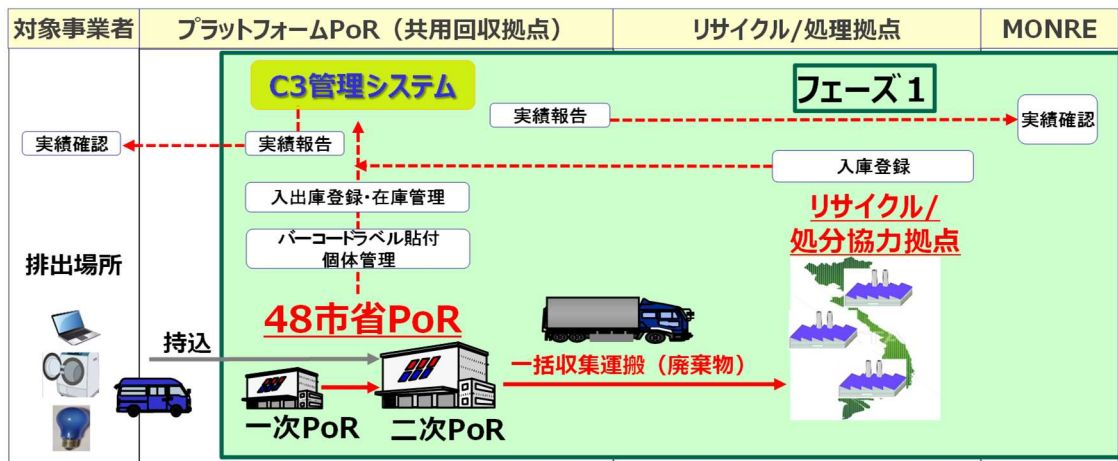 対象事業者
プラットフォームPoR（共用回収拠点）
リサイクル/処理拠点
MONRE
C3管理システム
フェーズ1
実績報告
実績確認
実績確認
実績報告
入庫登録
入出庫登録・在庫管理
リサイクル/
処分協力拠点
バーコードラベル貼付
個体管理
排出場所
48市省PoR
持込
一括収集運搬（廃棄物）
一次PoR
二次PoR